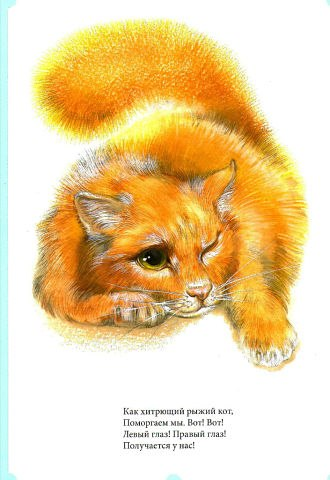 Как хитрющий рыжий кот,
Поморгаем мы. Вот! Вот!
Левый глаз! Правый глаз!
Получается у нас!